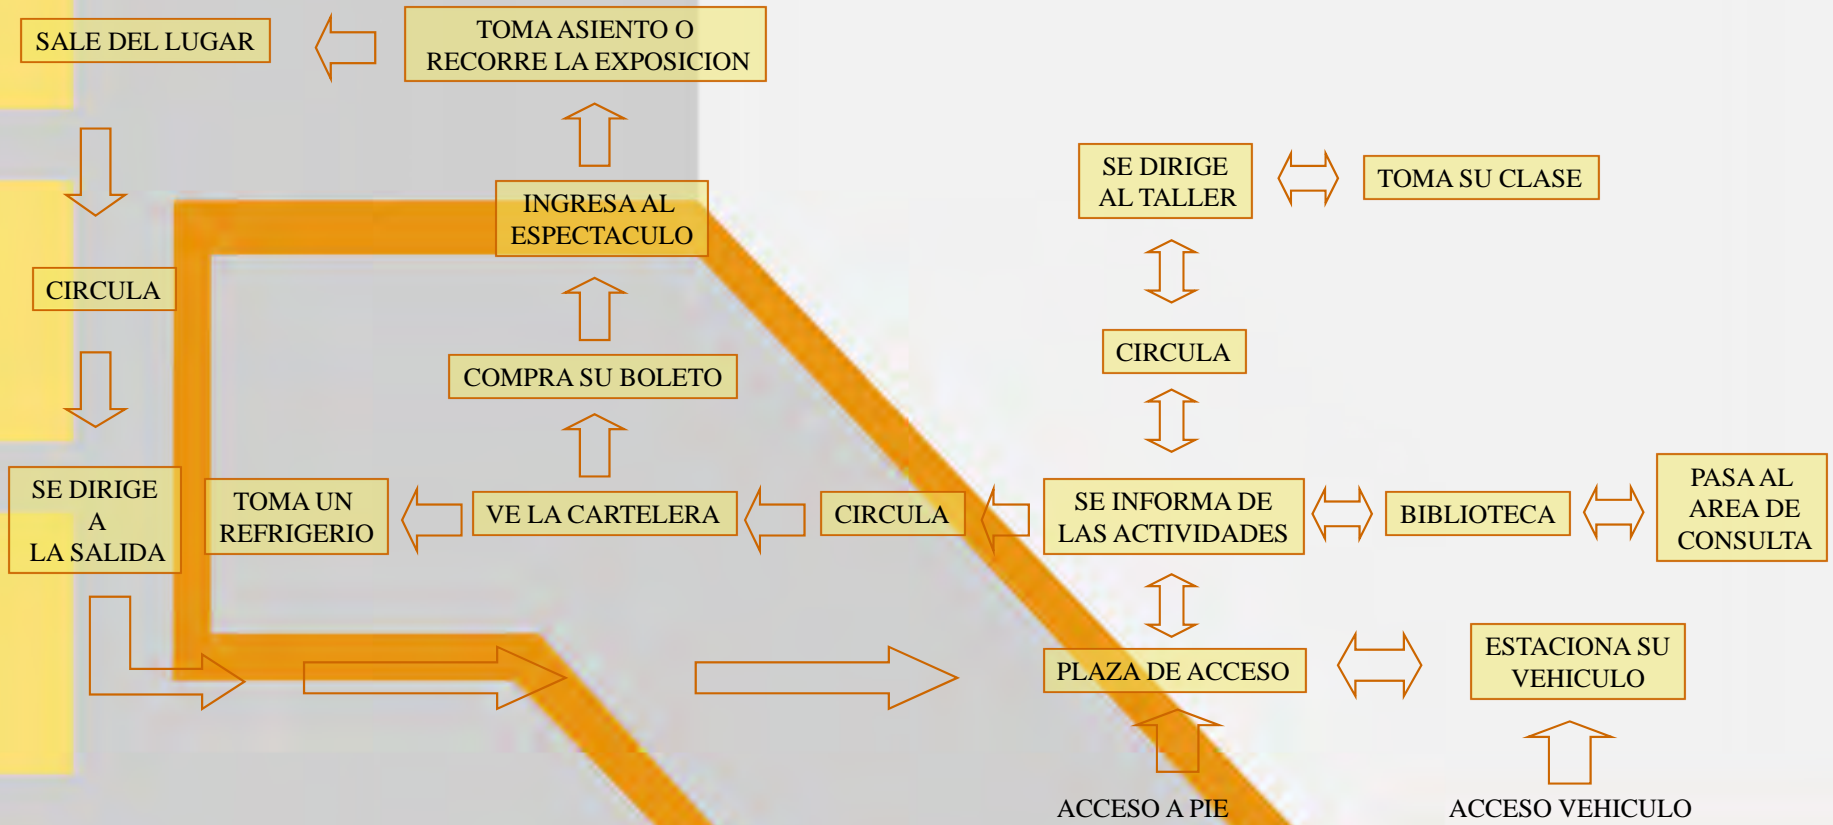 SALE DEL LUGAR
TOMA ASIENTO O
RECORRE LA EXPOSICION
SE DIRIGE
AL TALLER
TOMA SU CLASE
INGRESA AL
ESPECTACULO
CIRCULA
CIRCULA
COMPRA SU BOLETO
SE DIRIGE
A
LA SALIDA
TOMA UN
REFRIGERIO
VE LA CARTELERA
CIRCULA
SE INFORMA DE
LAS ACTIVIDADES
BIBLIOTECA
PASA AL
AREA DE
CONSULTA
PLAZA DE ACCESO
ESTACIONA SU
VEHICULO
ACCESO A PIE
ACCESO VEHICULO